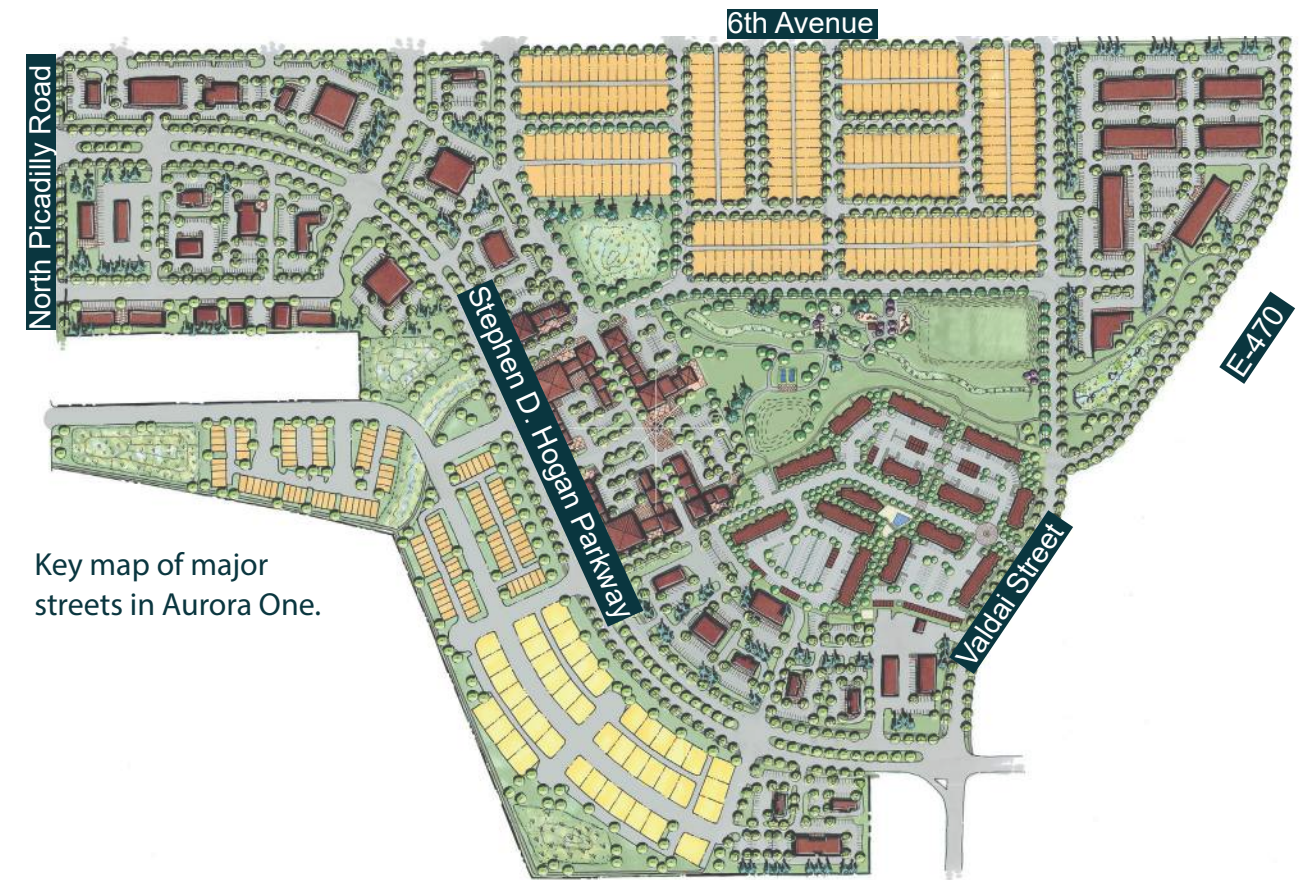 6th Avenue
North Picadilly Road
Stephen D. Hogan Parkway
E-470
Valdai Street
Key map of major
streets in Aurora One.